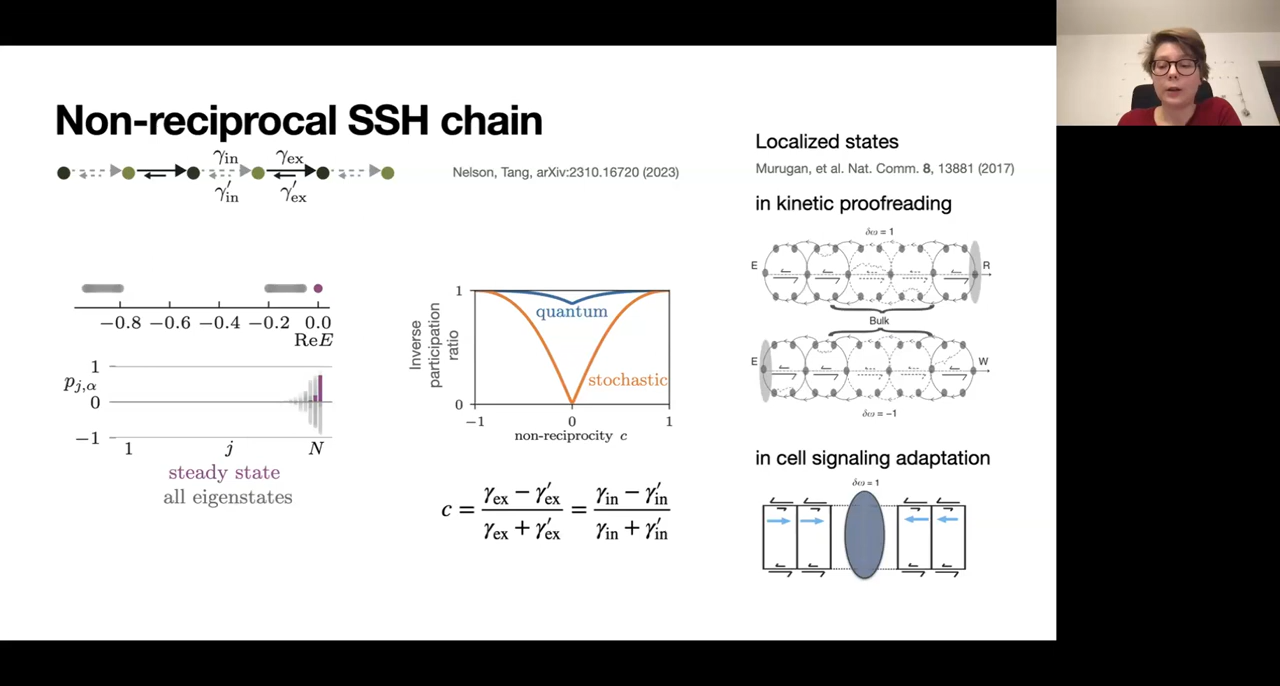 Non-reciprocal SSH chain
γin γex
γ′in γ′ex
Nelson, Tang, arXiv:2310.16720 (2023)
−0.8 −0.6 −0.4 −0.2 0.0
ReE
1
pj,α
0
−1
1 j N
steady state
all eigenstates
Inverse
participation
ratio
1
0
quantum
stochastic
−1 0 1
non-reciprocity c
c = (γex − γ′ex)/(γex + γ′ex) = (γin − γ′in)/(γin + γ′in)
Localized states
Murugan, et al. Nat. Comm. 8, 13881 (2017)
in kinetic proofreading
δω = 1
E R
Bulk
E W
δω = −1
in cell signaling adaptation
δω = 1